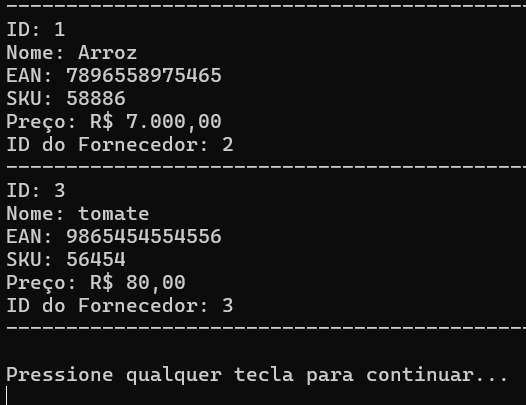 ID: 1
Nome: Arroz
EAN: 7896558975465
SKU: 58886
Preço: R$ 7.000,00
ID do Fornecedor: 2
ID: 3
Nome: tomate
EAN: 9865454554556
SKU: 56454
Preço: R$ 80,00
ID do Fornecedor: 3
Pressione qualquer tecla para continuar...